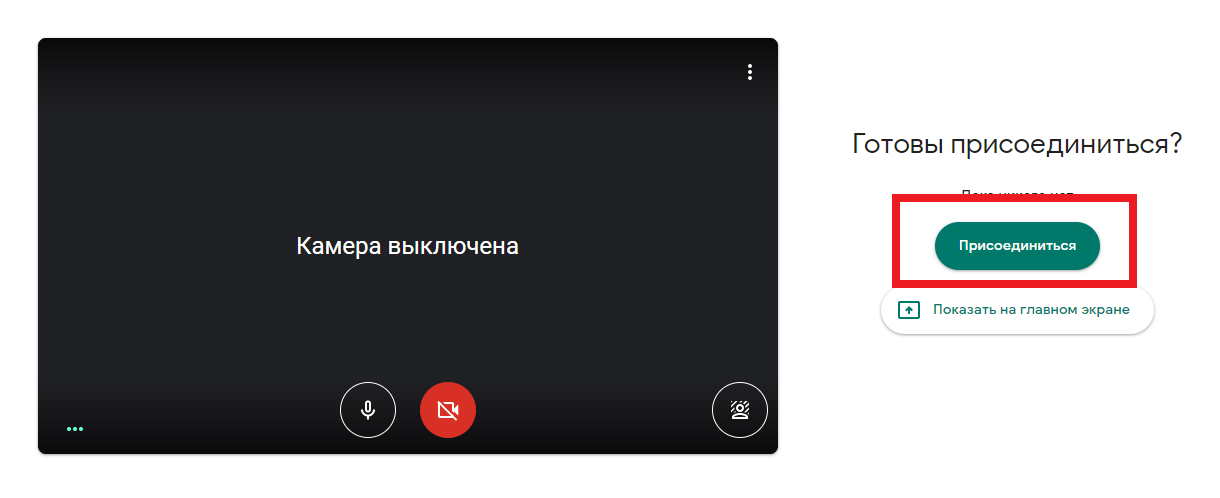 Готовы присоединиться?
Камера выключена
Присоединиться
Показать на главном экране